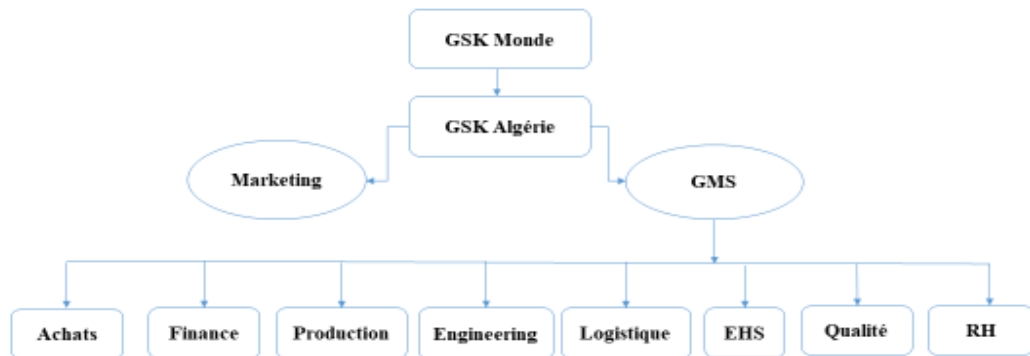 GSK Monde
GSK Algérie
Marketing
GMS
Achats
Finance
Production
Engineering
Logistique
EHS
Qualité
RH